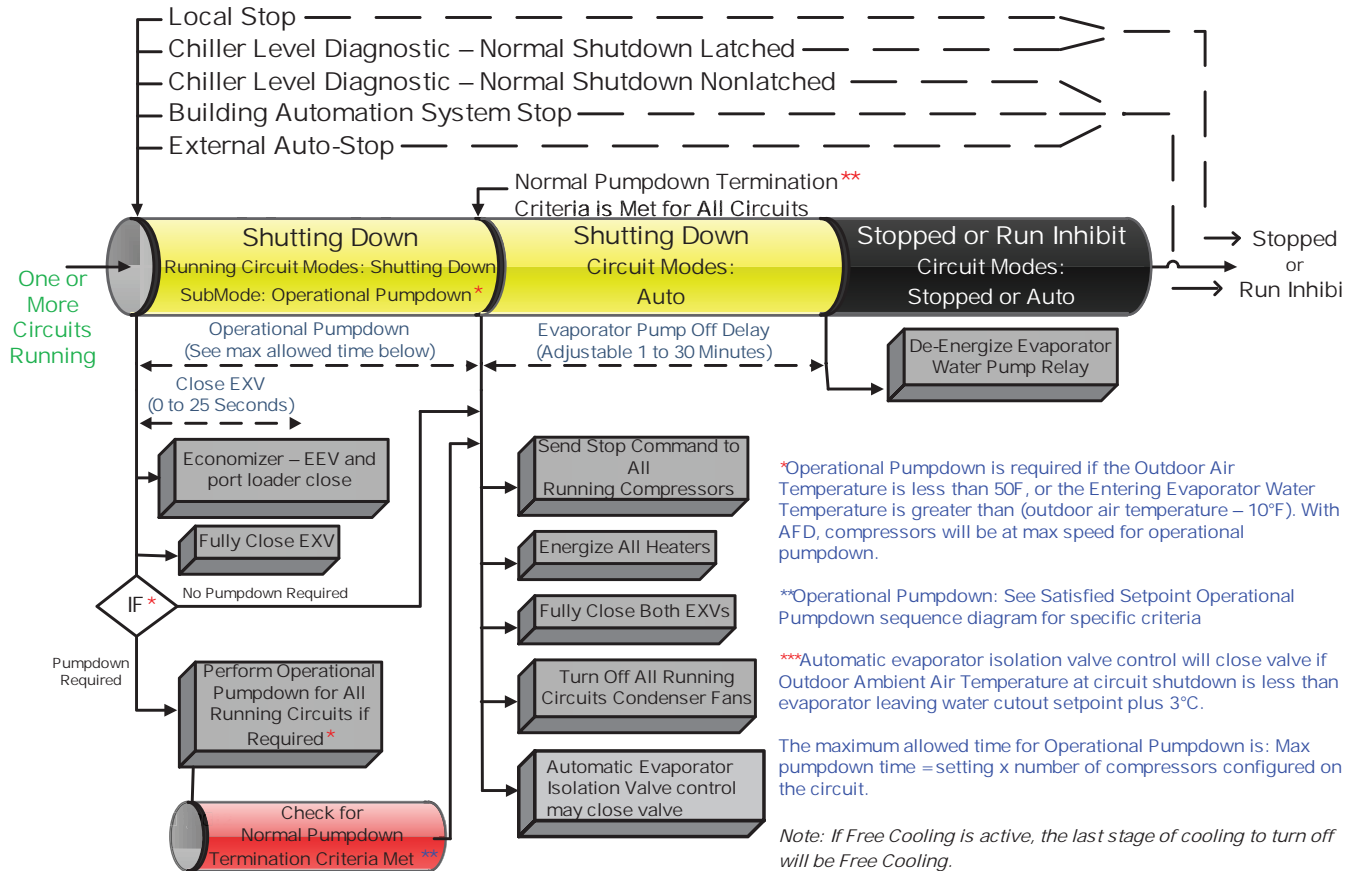 Local Stop
Chiller Level Diagnostic – Normal Shutdown Latched
Chiller Level Diagnostic – Normal Shutdown Nonlatched
Building Automation System Stop
External Auto-Stop
Normal Pumpdown Termination**
Criteria is Met for All Circuits
One or
More
Circuits
Running
Shutting Down
Running Circuit Modes: Shutting Down
SubMode: Operational Pumpdown*
Shutting Down
Circuit Modes:
Auto
Stopped or Run Inhibit
Circuit Modes:
Stopped or Auto
Stopped
or
Run Inhibi
Operational Pumpdown
(See max allowed time below)
Evaporator Pump Off Delay
(Adjustable 1 to 30 Minutes)
De-Energize Evaporator
Water Pump Relay
Close EXV
(0 to 25 Seconds)
Economizer – EEV and
port loader close
Fully Close EXV
IF *
No Pumpdown Required
Pumpdown
Required
Perform Operational
Pumpdown for All
Running Circuits if
Required*
Check for
Normal Pumpdown
Termination Criteria Met **
Send Stop Command to
All
Running Compressors
Energize All Heaters
Fully Close Both EXVs
Turn Off All Running
Circuits Condenser Fans
Automatic Evaporator
Isolation Valve control
may close valve
*Operational Pumpdown is required if the Outdoor Air
Temperature is less than 50F, or the Entering Evaporator Water
Temperature is greater than (outdoor air temperature – 10°F). With
AFD, compressors will be at max speed for operational
pumpdown.
**Operational Pumpdown: See Satisfied Setpoint Operational
Pumpdown sequence diagram for specific criteria
***Automatic evaporator isolation valve control will close valve if
Outdoor Ambient Air Temperature at circuit shutdown is less than
evaporator leaving water cutout setpoint plus 3°C.
The maximum allowed time for Operational Pumpdown is: Max
pumpdown time = setting x number of compressors configured on
the circuit.
Note: If Free Cooling is active, the last stage of cooling to turn off
will be Free Cooling.